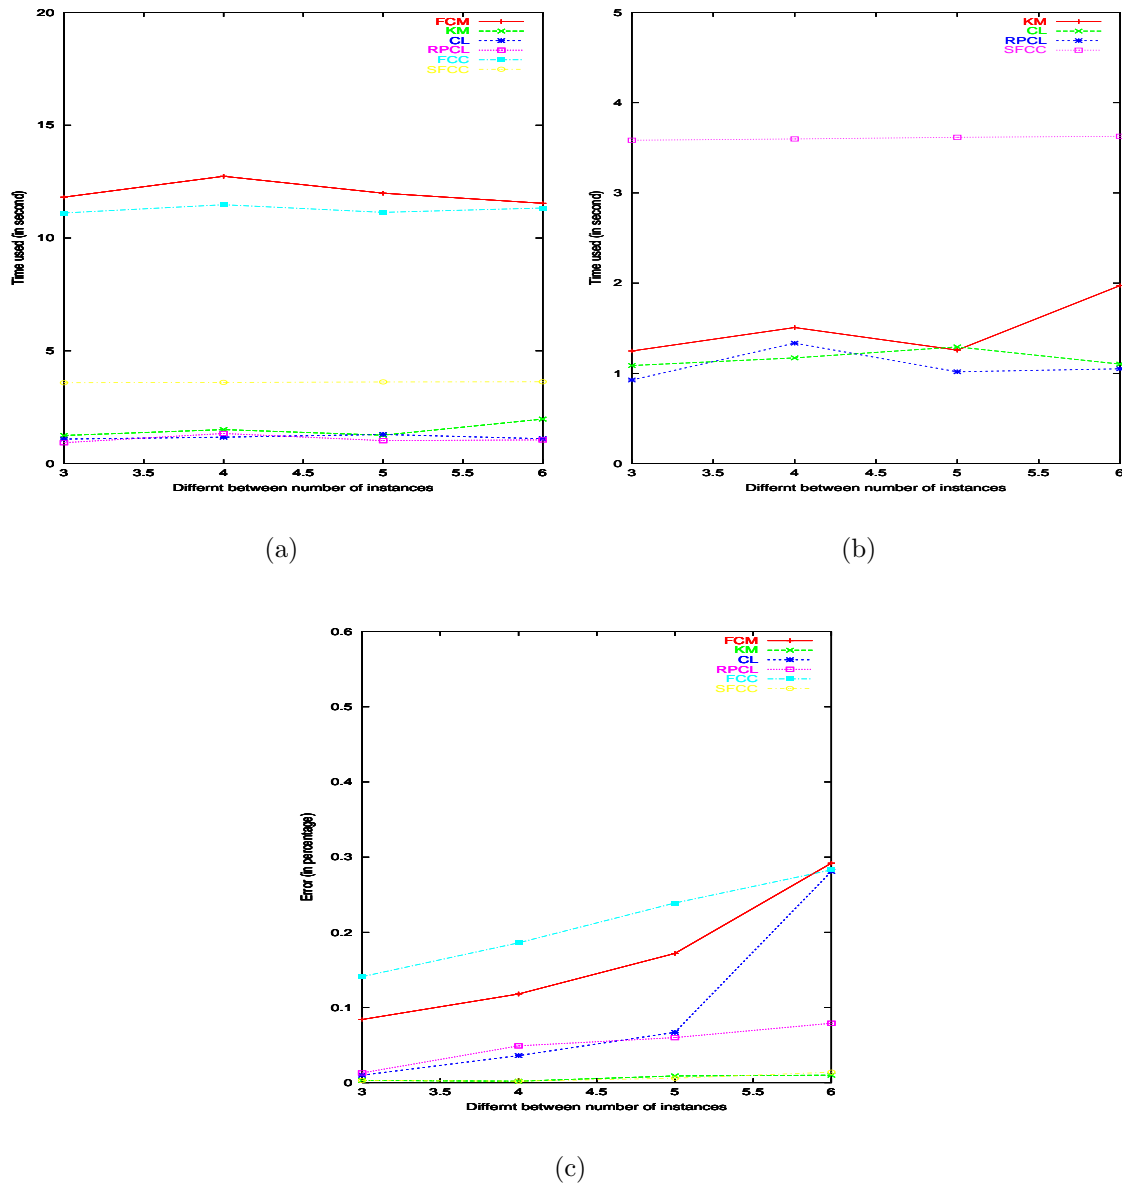 FCM
KM
CL
RPCL
FCC
SFCC
20
15
10
5
0
Time used (in second)
3
3.5
4
4.5
5
5.5
6
Differnt between number of instances
(a)
KM
CL
RPCL
SFCC
5
4
3
2
1
0
Time used (in second)
3
3.5
4
4.5
5
5.5
6
Differnt between number of instances
(b)
FCM
KM
CL
RPCL
FCC
SFCC
0.6
0.5
0.4
0.3
0.2
0.1
0
Error (in percentage)
3
3.5
4
4.5
5
5.5
6
Differnt between number of instances
(c)